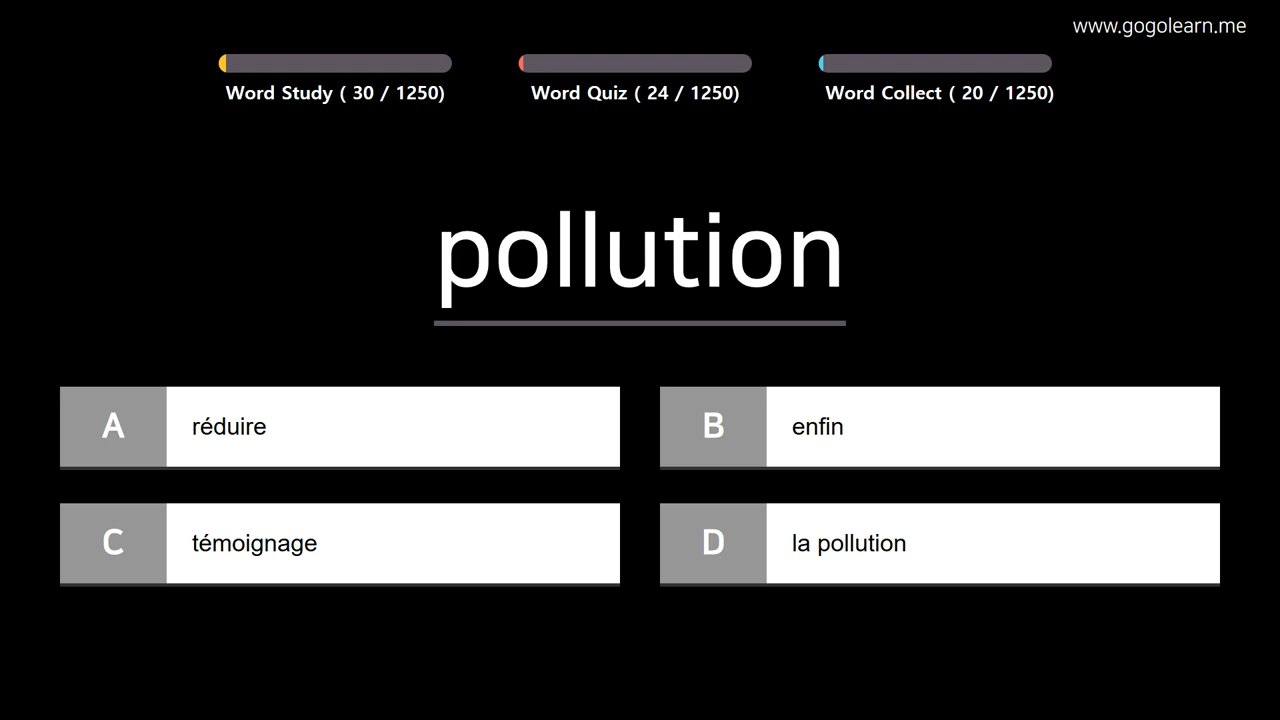 www.gogolearn.me
Word Study ( 30 / 1250)
Word Quiz ( 24 / 1250)
Word Collect ( 20 / 1250)
pollution
A réduire
B enfin
C témoignage
D la pollution